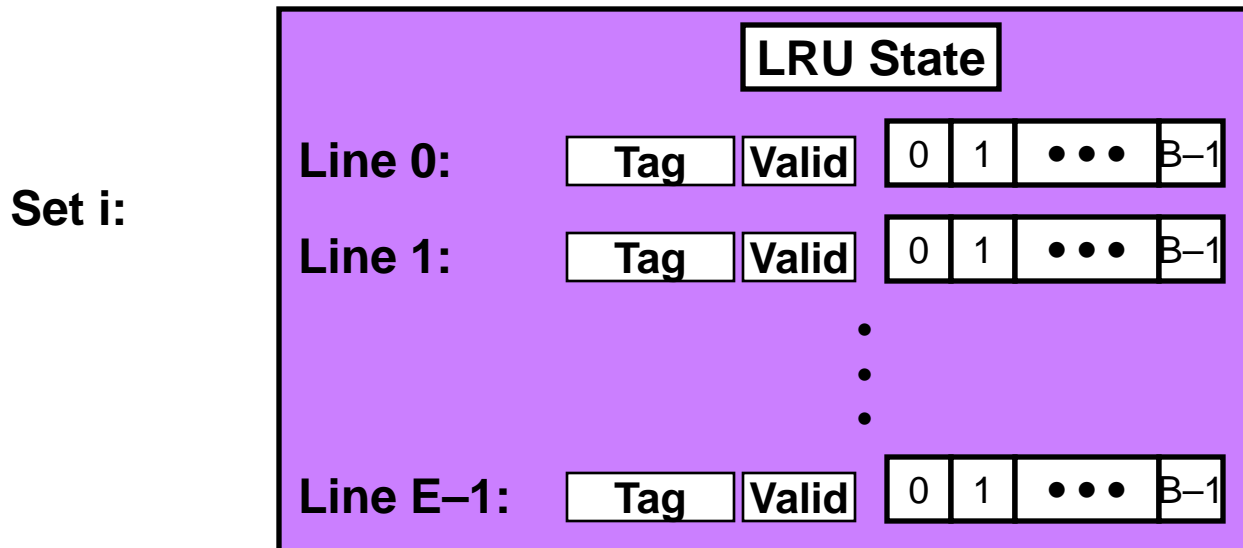 LRU State
Line 0: Tag Valid 0 1 ••• B–1
Set i:
Line 1: Tag Valid 0 1 ••• B–1
•
•
•
Line E–1: Tag Valid 0 1 ••• B–1